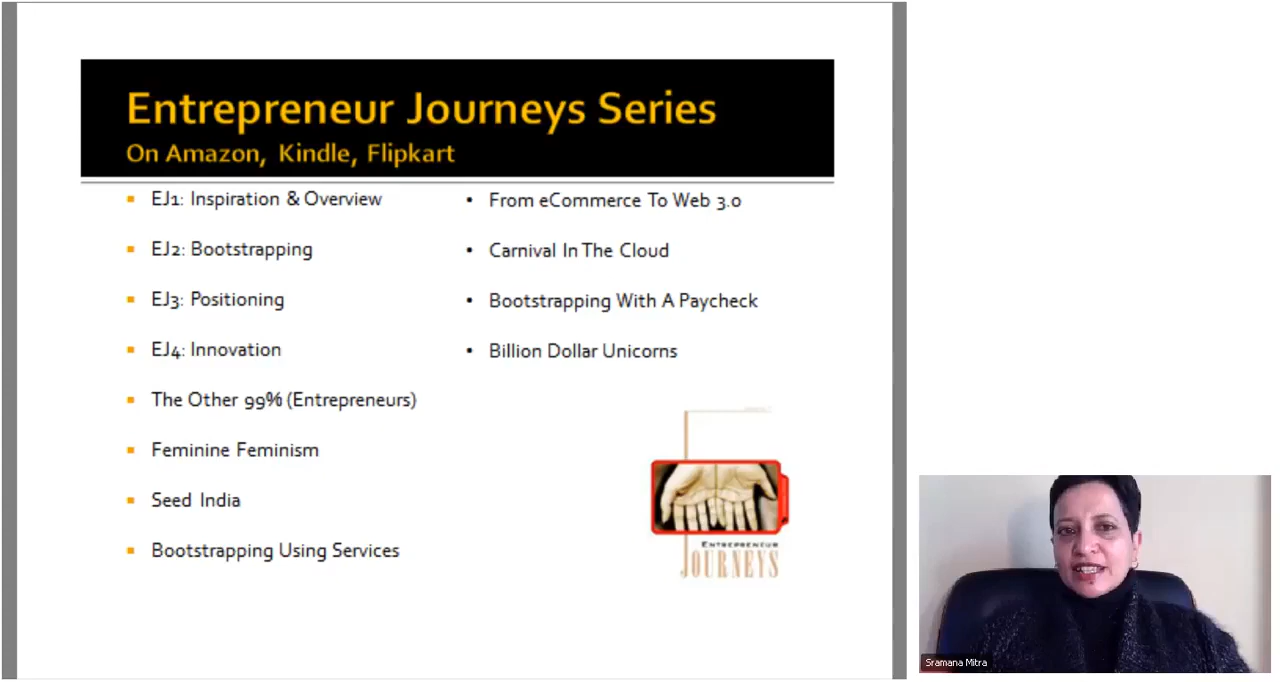 Entrepreneur Journeys Series
On Amazon, Kindle, Flipkart
EJ1: Inspiration & Overview
EJ2: Bootstrapping
EJ3: Positioning
EJ4: Innovation
The Other 99% (Entrepreneurs)
Feminine Feminism
Seed India
Bootstrapping Using Services
From eCommerce To Web 3.0
Carnival In The Cloud
Bootstrapping With A Paycheck
Billion Dollar Unicorns
ENTREPRENEUR
JOURNEYS
Sramana Mitra